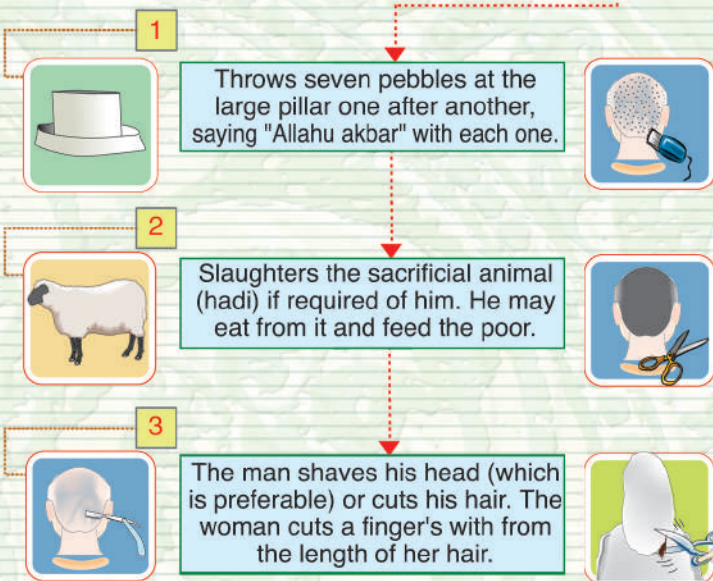 1
Throws seven pebbles at the
large pillar one after another,
saying "Allahu akbar" with each one.
2
Slaughters the sacrificial animal
(hadi) if required of him. He may
eat from it and feed the poor.
3
The man shaves his head (which
is preferable) or cuts his hair. The
woman cuts a finger's with from
the length of her hair.